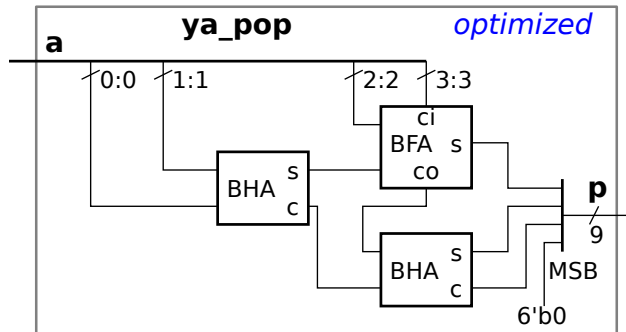 ya_pop
optimized
a
0:0
1:1
2:2
3:3
ci
BFA
s
co
BHA
s
c
p
9
BHA
s
c
MSB
6'b0